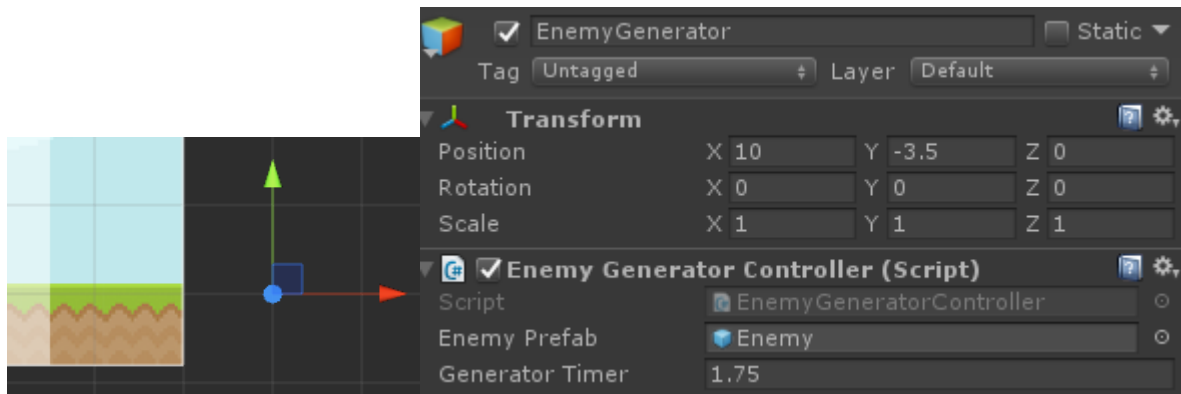 EnemyGenerator Static
Tag Untagged Layer Default
Transform
Position X 10 Y -3.5 Z 0
Rotation X 0 Y 0 Z 0
Scale X 1 Y 1 Z 1
Enemy Generator Controller (Script)
Script EnemyGeneratorController
Enemy Prefab Enemy
Generator Timer 1.75